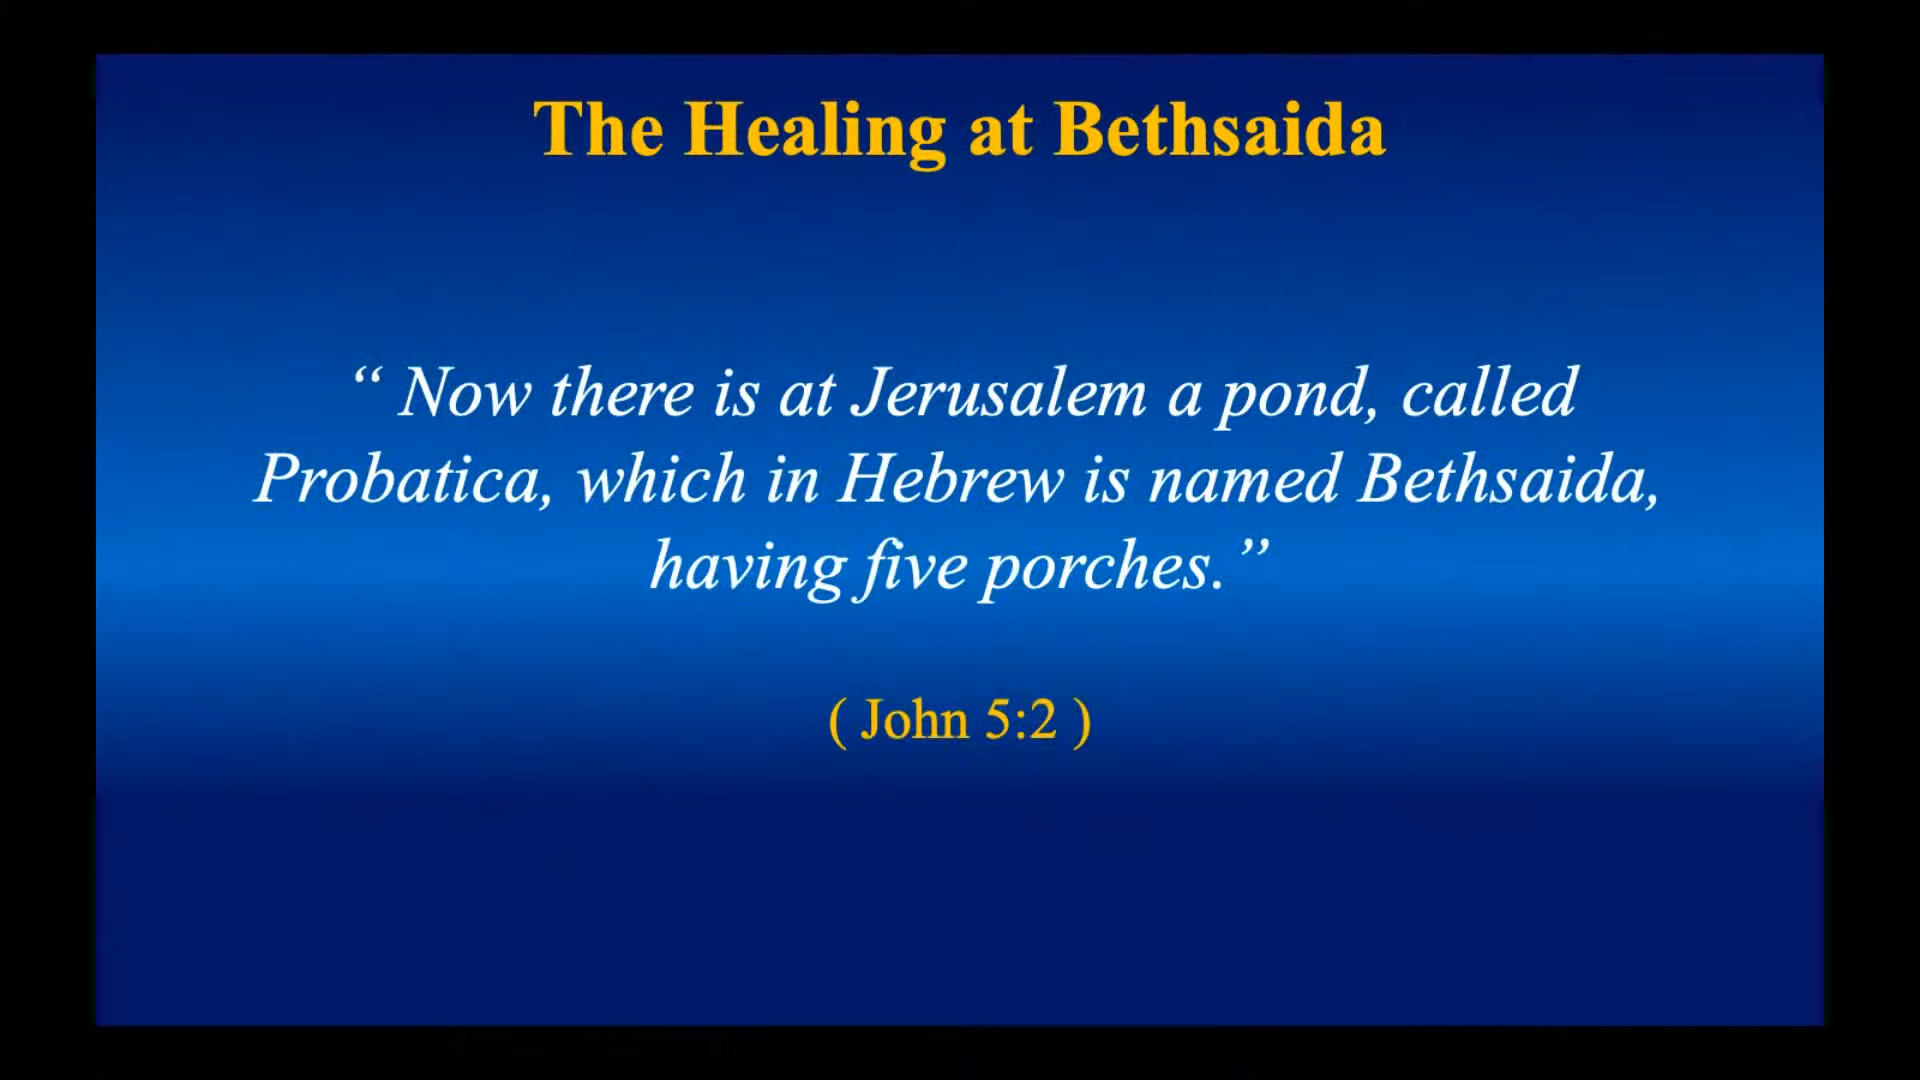 The Healing at Bethsaida
“ Now there is at Jerusalem a pond, called
Probatica, which in Hebrew is named Bethsaida,
having five porches.”
( John 5:2 )